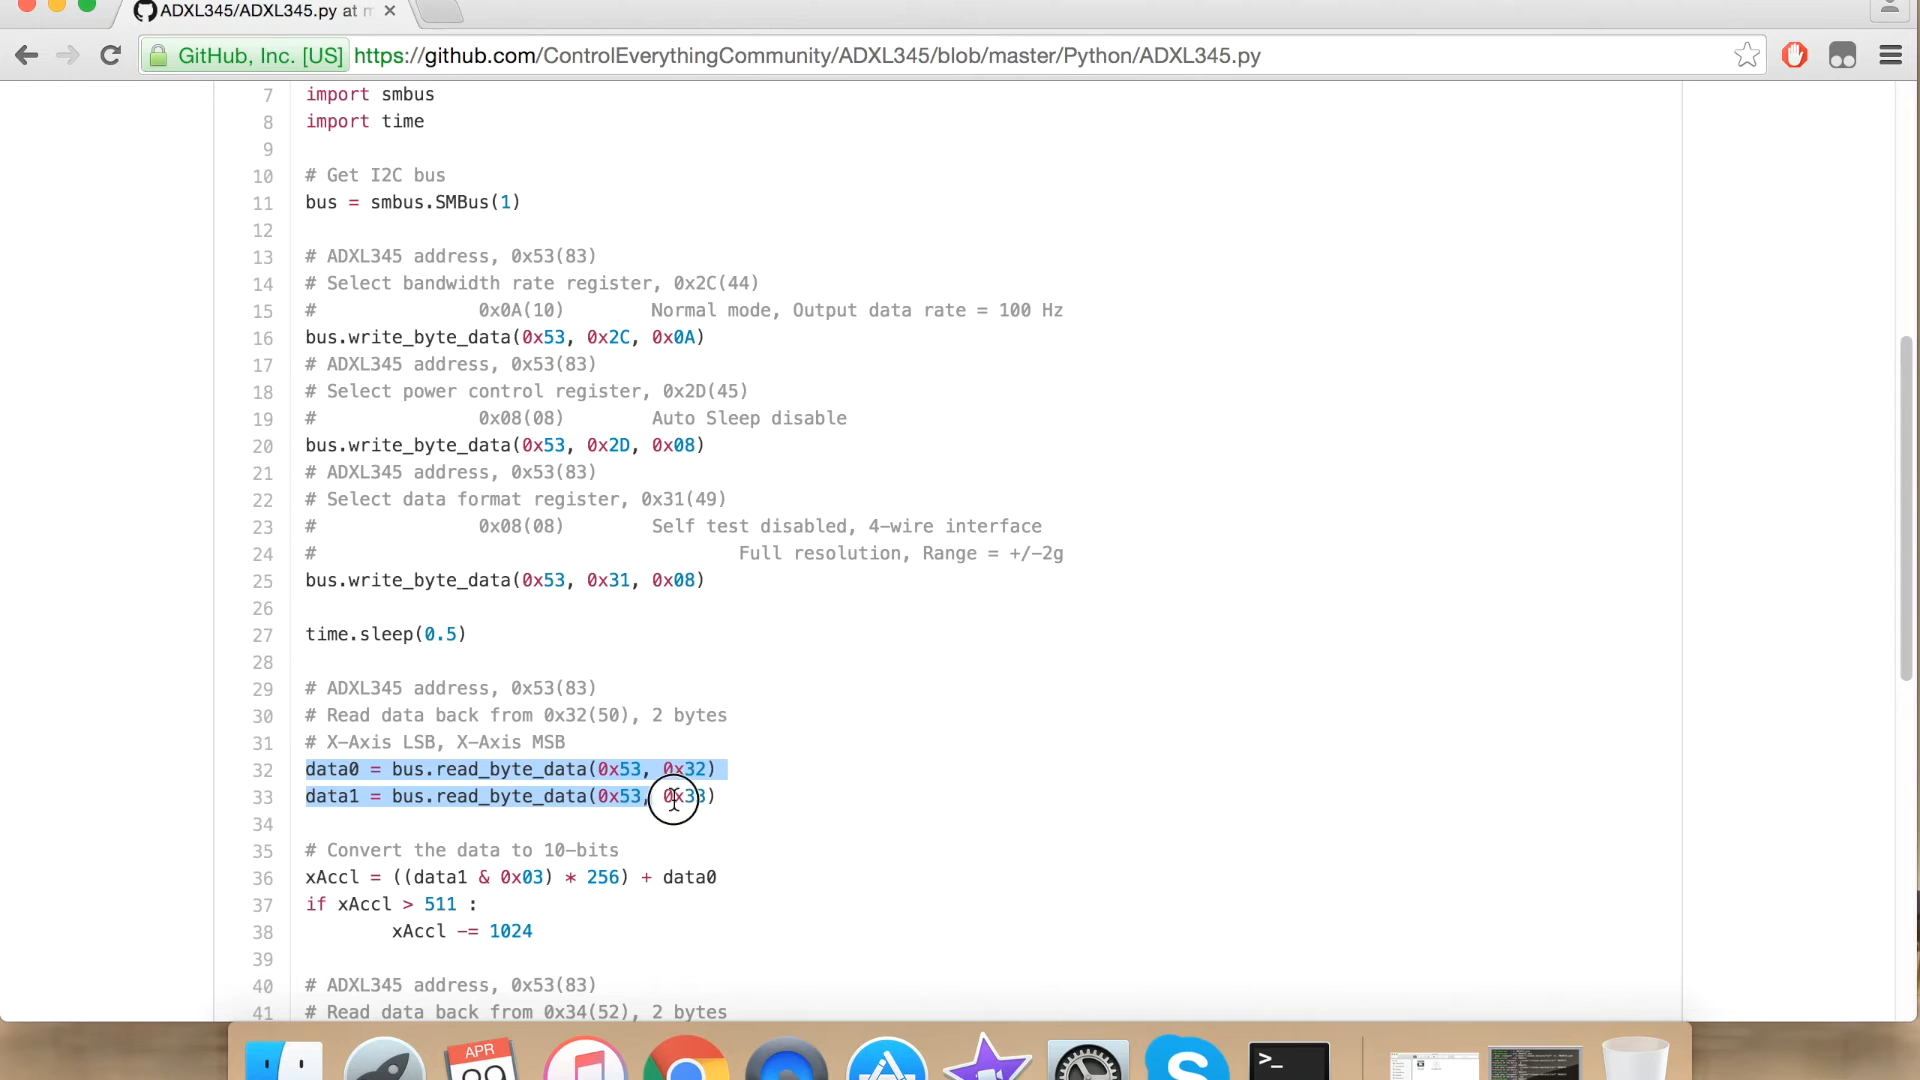 ADXL345/ADXL345.py at m
GitHub, Inc. [US] https://github.com/ControlEverythingCommunity/ADXL345/blob/master/Python/ADXL345.py
7 import smbus
8 import time
9
10 # Get I2C bus
11 bus = smbus.SMBus(1)
12
13 # ADXL345 address, 0x53(83)
14 # Select bandwidth rate register, 0x2C(44)
15 # 0x0A(10) Normal mode, Output data rate = 100 Hz
16 bus.write_byte_data(0x53, 0x2C, 0x0A)
17 # ADXL345 address, 0x53(83)
18 # Select power control register, 0x2D(45)
19 # 0x08(08) Auto Sleep disable
20 bus.write_byte_data(0x53, 0x2D, 0x08)
21 # ADXL345 address, 0x53(83)
22 # Select data format register, 0x31(49)
23 # 0x08(08) Self test disabled, 4-wire interface
24 # Full resolution, Range = +/-2g
25 bus.write_byte_data(0x53, 0x31, 0x08)
26
27 time.sleep(0.5)
28
29 # ADXL345 address, 0x53(83)
30 # Read data back from 0x32(50), 2 bytes
31 # X-Axis LSB, X-Axis MSB
32 data0 = bus.read_byte_data(0x53, 0x32)
33 data1 = bus.read_byte_data(0x53, 0x33)
34
35 # Convert the data to 10-bits
36 xAccl = ((data1 & 0x03) * 256) + data0
37 if xAccl > 511 :
38 xAccl -= 1024
39
40 # ADXL345 address, 0x53(83)
41 # Read data back from 0x34(52), 2 bytes
APR